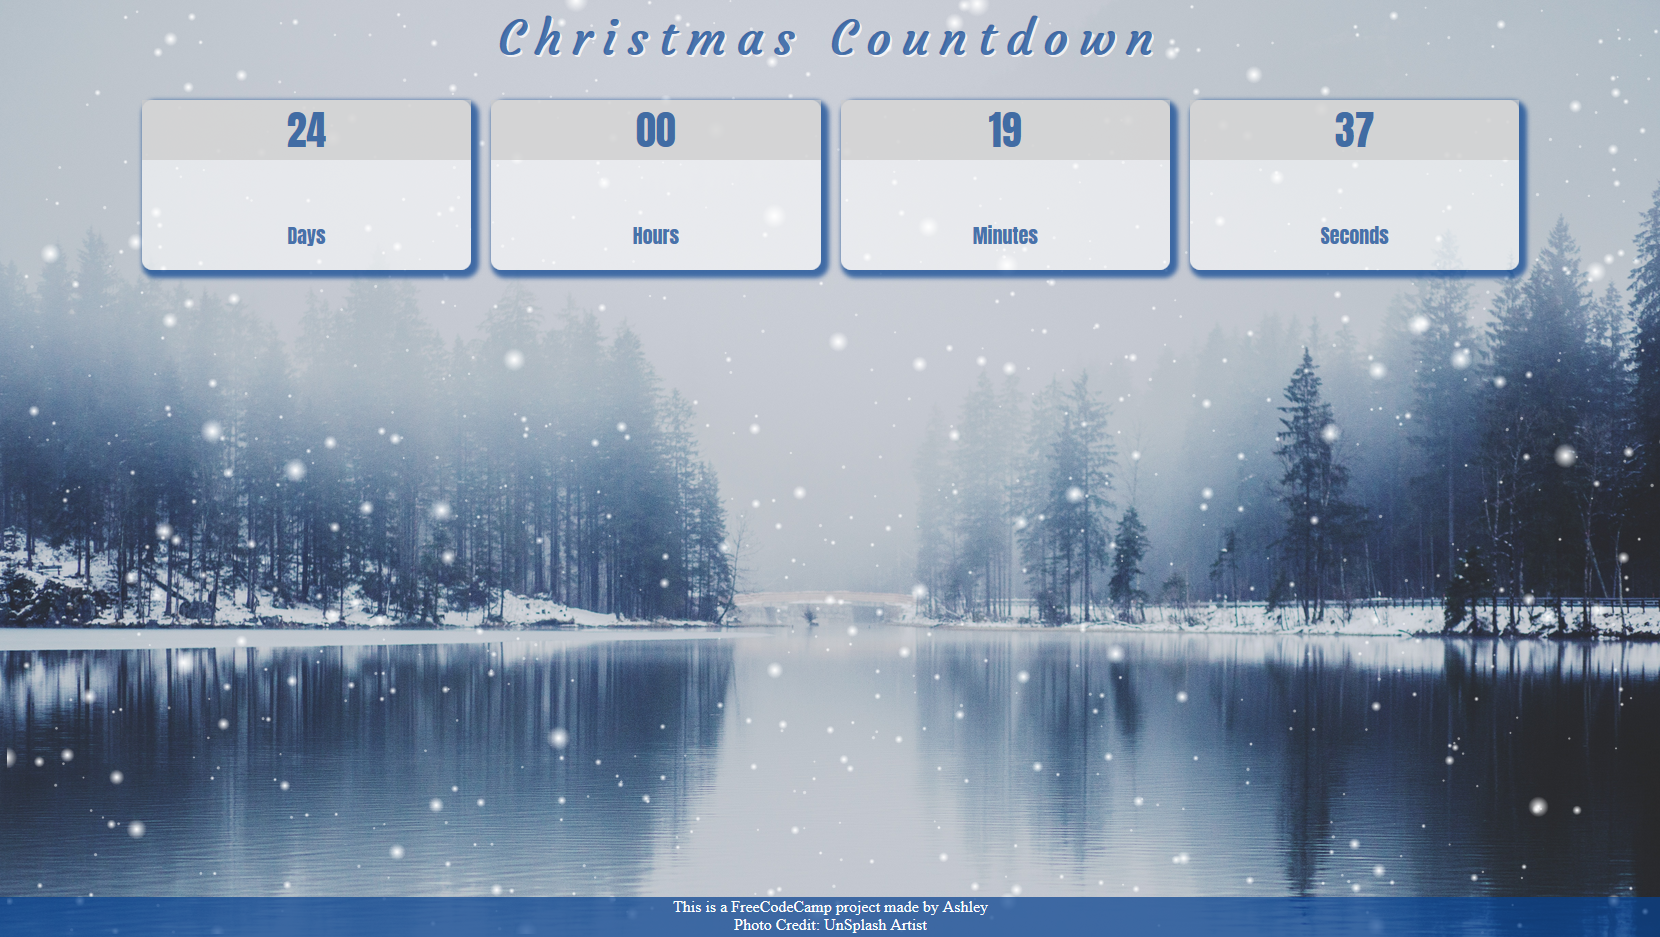 Christmas Countdown
24 00 19 37
Days Hours Minutes Seconds
This is a FreeCodeCamp project made by Ashley
Photo Credit: UnSplash Artist